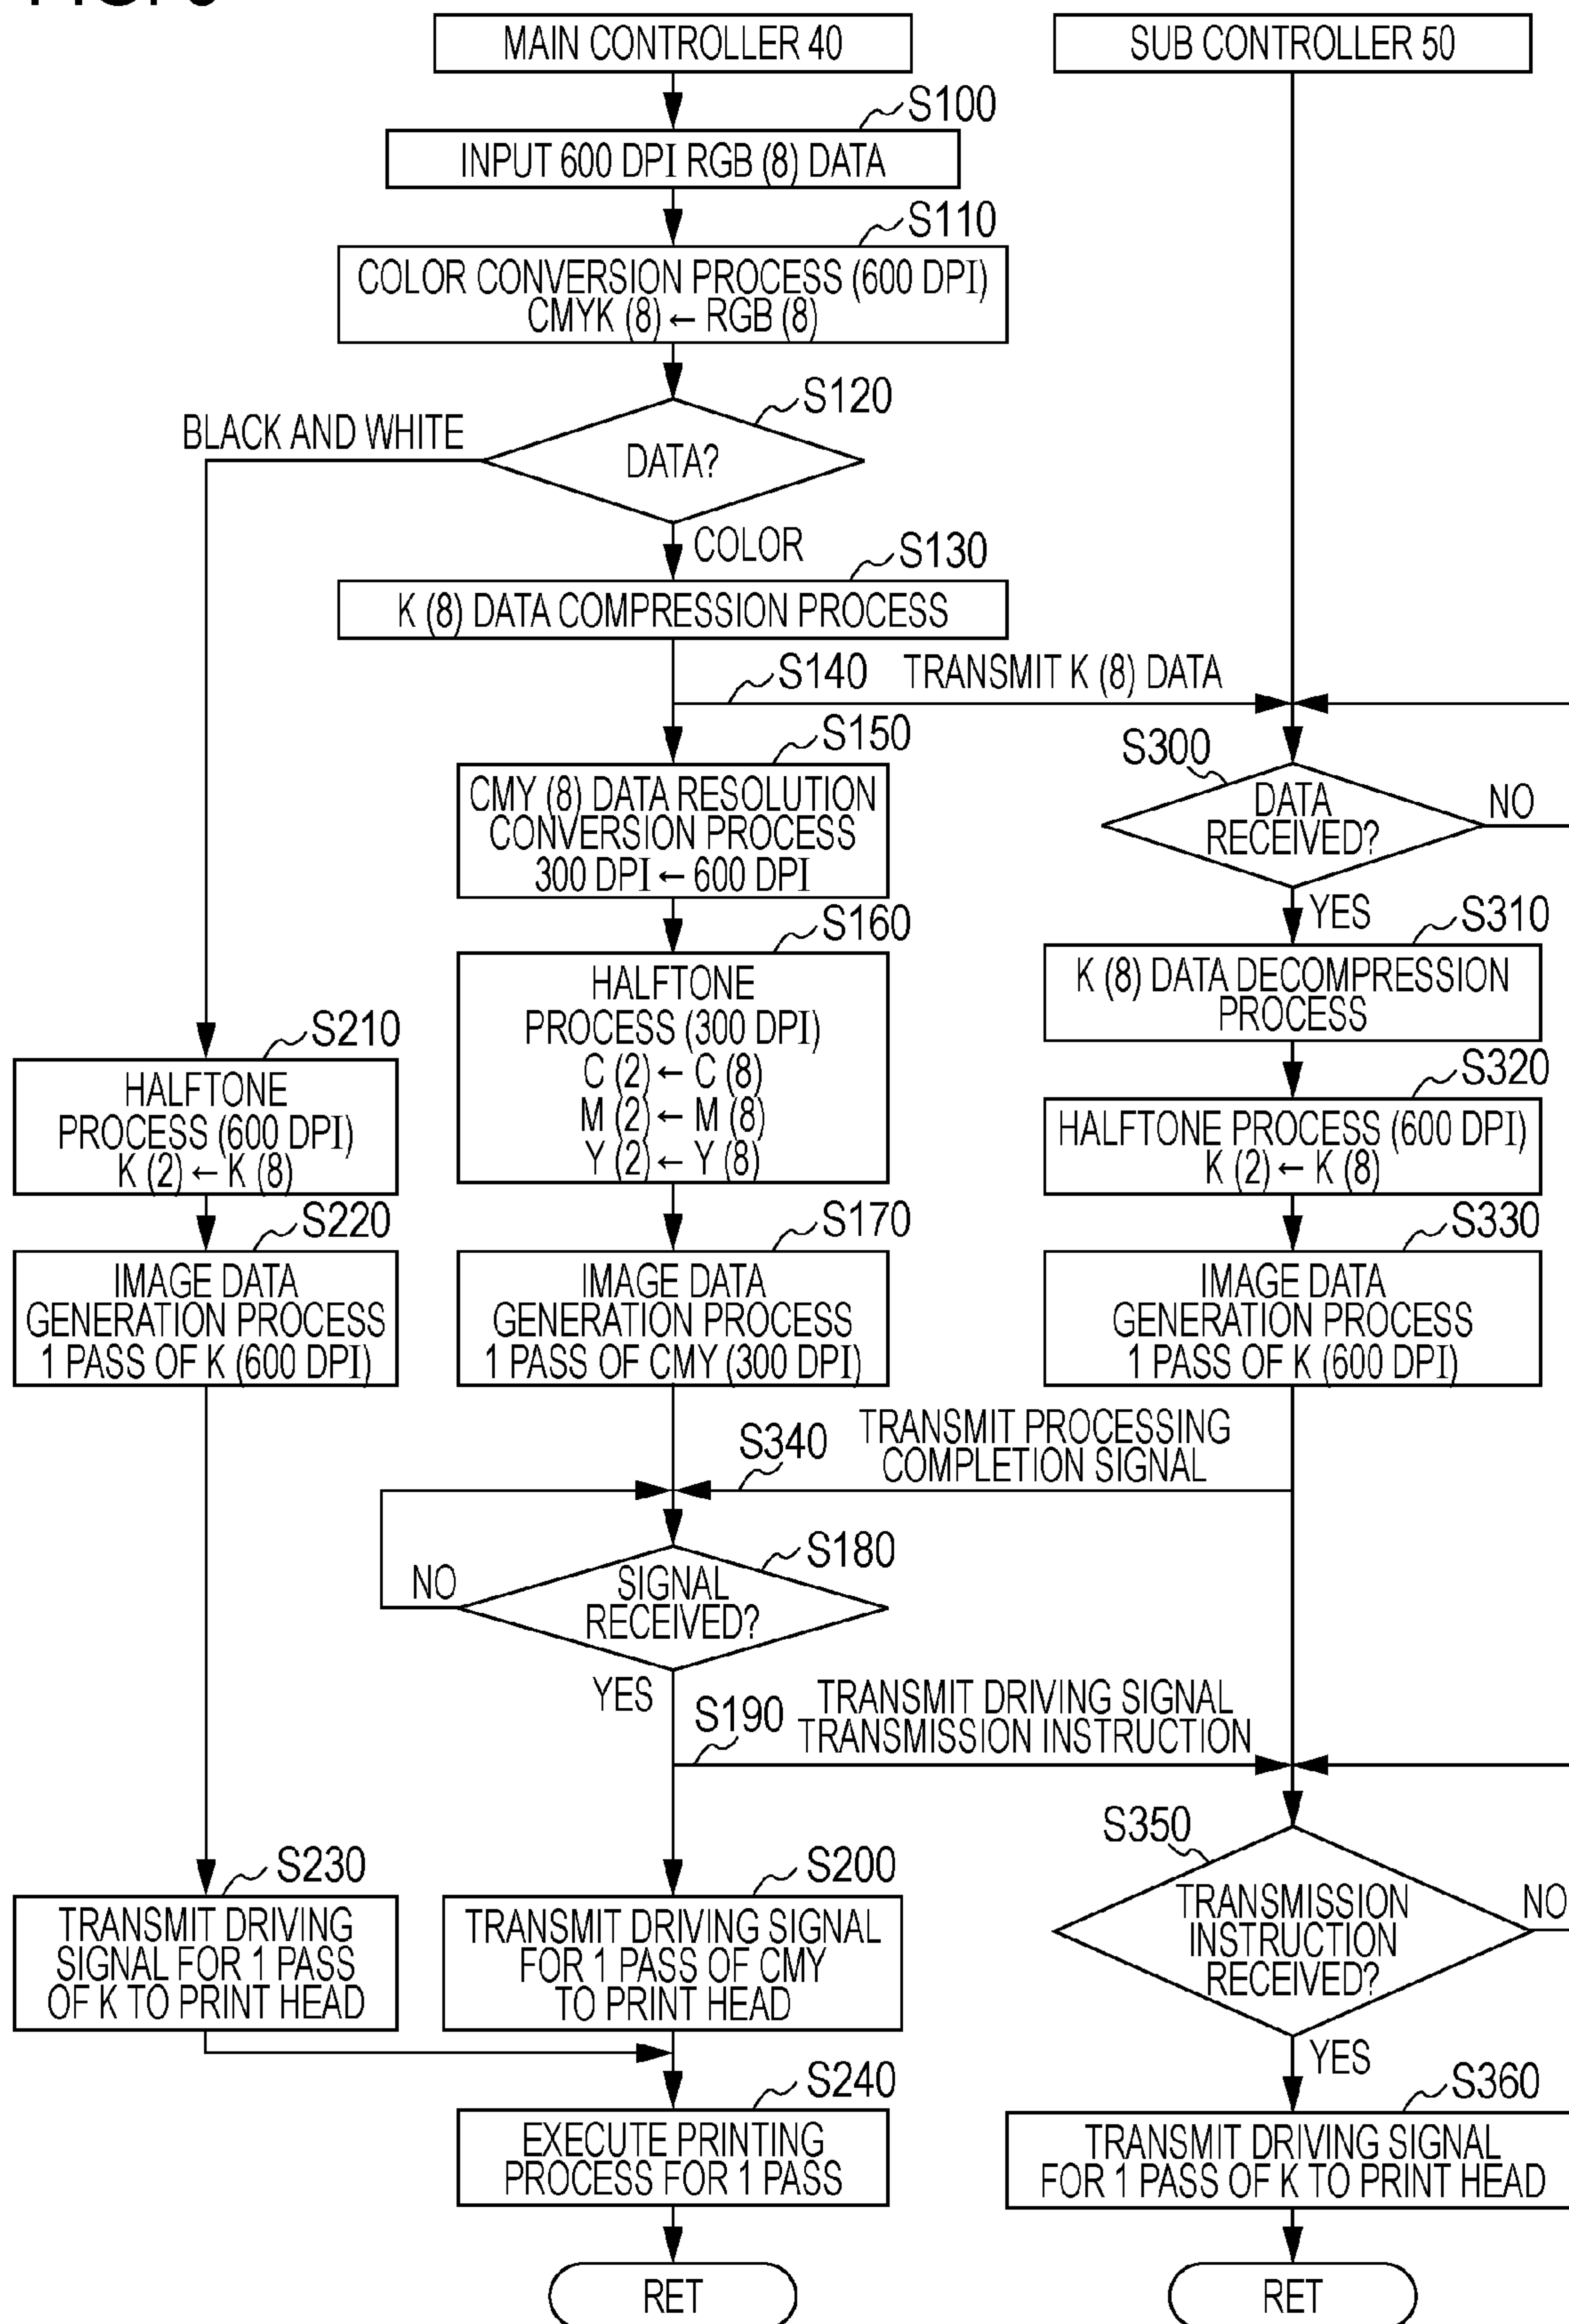 MAIN CONTROLLER 40
SUB CONTROLLER 50
S100
INPUT 600 DPI RGB (8) DATA
S110
COLOR CONVERSION PROCESS (600 DPI)
CMYK (8) ← RGB (8)
S120
BLACK AND WHITE
DATA?
COLOR
S130
K (8) DATA COMPRESSION PROCESS
S140
TRANSMIT K (8) DATA
S150
CMY (8) DATA RESOLUTION
CONVERSION PROCESS
300 DPI ← 600 DPI
S300
DATA
RECEIVED?
NO
YES
S160
HALFTONE
PROCESS (300 DPI)
C (2) ← C (8)
M (2) ← M (8)
Y (2) ← Y (8)
S310
K (8) DATA DECOMPRESSION
PROCESS
S210
HALFTONE
PROCESS (600 DPI)
K (2) ← K (8)
S320
HALFTONE PROCESS (600 DPI)
K (2) ← K (8)
S220
IMAGE DATA
GENERATION PROCESS
1 PASS OF K (600 DPI)
S170
IMAGE DATA
GENERATION PROCESS
1 PASS OF CMY (300 DPI)
S330
IMAGE DATA
GENERATION PROCESS
1 PASS OF K (600 DPI)
S340
TRANSMIT PROCESSING
COMPLETION SIGNAL
S180
NO
SIGNAL
RECEIVED?
YES
S190
TRANSMIT DRIVING SIGNAL
TRANSMISSION INSTRUCTION
S350
TRANSMISSION
INSTRUCTION
RECEIVED?
NO
YES
S230
TRANSMIT DRIVING
SIGNAL FOR 1 PASS
OF K TO PRINT HEAD
S200
TRANSMIT DRIVING SIGNAL
FOR 1 PASS OF CMY
TO PRINT HEAD
S240
EXECUTE PRINTING
PROCESS FOR 1 PASS
S360
TRANSMIT DRIVING SIGNAL
FOR 1 PASS OF K TO PRINT HEAD
RET
RET